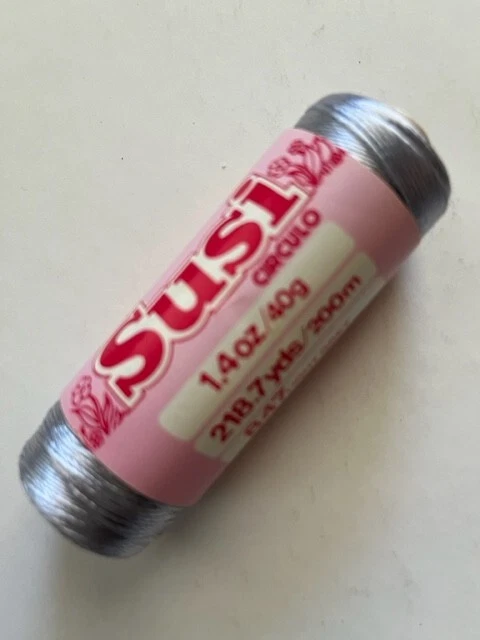 Susi
CÍRCULO
1.4 oz/40g
218.7 yds/200m